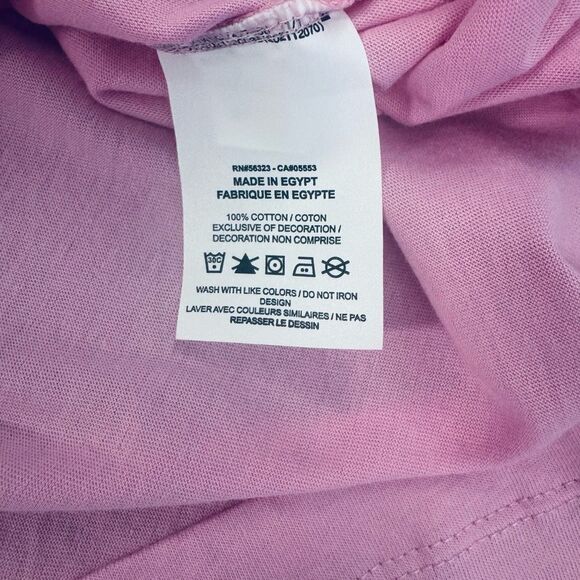 RN#56323 - CA#05553
MADE IN EGYPT
FABRIQUE EN EGYPTE
100% COTTON / COTON
EXCLUSIVE OF DECORATION /
DECORATION NON COMPRISE
30C
WASH WITH LIKE COLORS / DO NOT IRON
DESIGN
LAVER AVEC COULEURS SIMILAIRES / NE PAS
REPASSER LE DESSIN